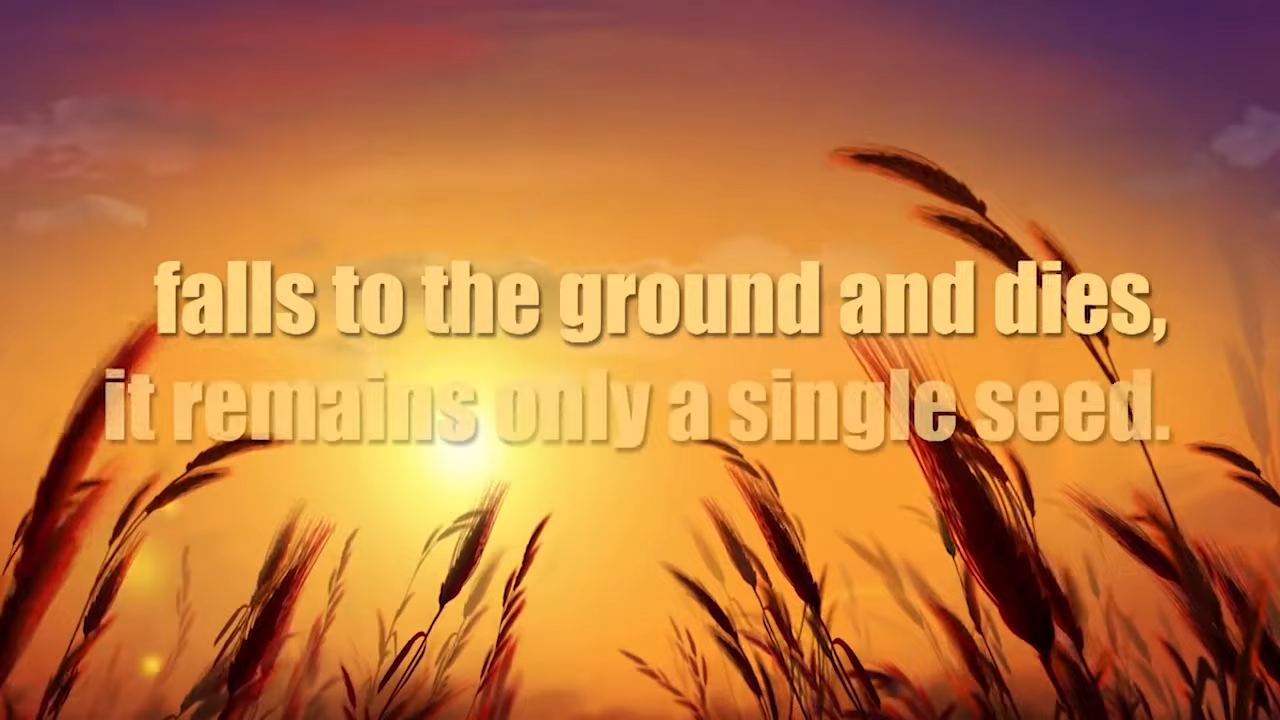 falls to the ground and dies,
it remains only a single seed.